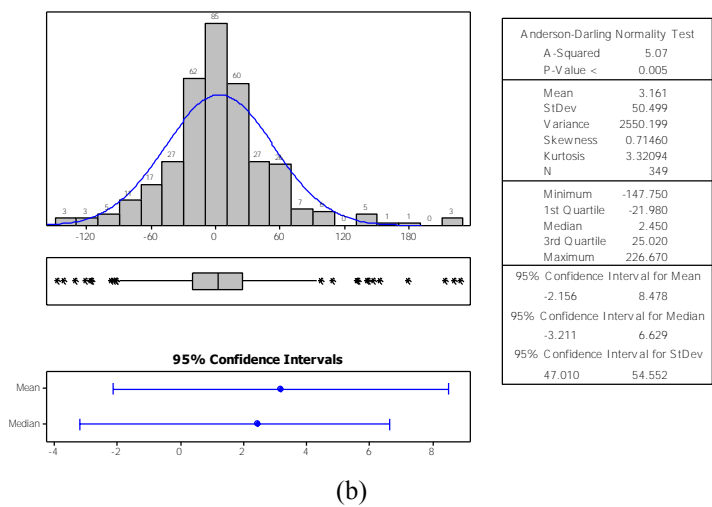 85
62
60
27
27
17
5
3
3
7
0
5
1
1
0
3
-120 -60 0 60 120 180
95% Confidence Intervals
Mean
Median
-4 -2 0 2 4 6 8
Anderson-Darling Normality Test
A-Squared 5.07
P-Value < 0.005
Mean 3.161
StDev 50.499
Variance 2550.199
Skewness 0.71460
Kurtosis 3.32094
N 349
Minimum -147.750
1st Quartile -21.980
Median 2.450
3rd Quartile 25.020
Maximum 226.670
95% Confidence Interval for Mean
-2.156 8.478
95% Confidence Interval for Median
-3.211 6.629
95% Confidence Interval for StDev
47.010 54.552
(b)